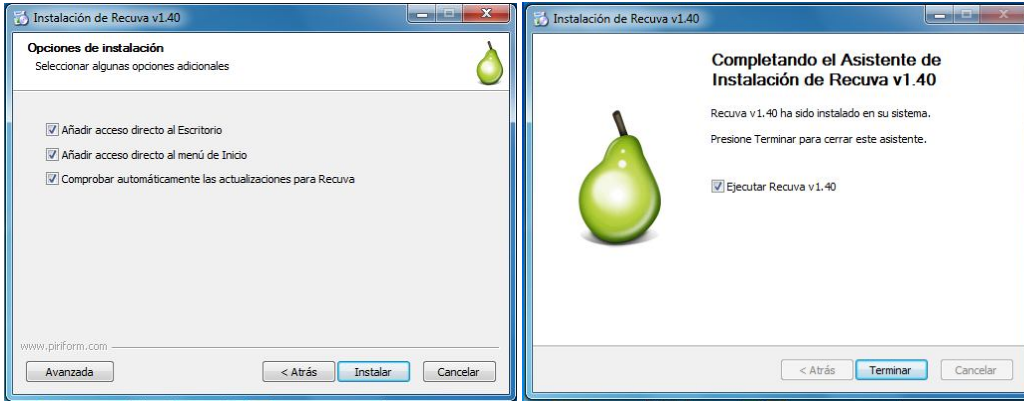 Instalación de Recuva v1.40
Opciones de instalación
Seleccionar algunas opciones adicionales
Añadir acceso directo al Escritorio
Añadir acceso directo al menú de Inicio
Comprobar automáticamente las actualizaciones para Recuva
www.piriform.com
Avanzada
< Atrás
Instalar
Cancelar
Instalación de Recuva v1.40
Completando el Asistente de
Instalación de Recuva v1.40
Recuva v1.40 ha sido instalado en su sistema.
Presione Terminar para cerrar este asistente.
Ejecutar Recuva v1.40
< Atrás
Terminar
Cancelar